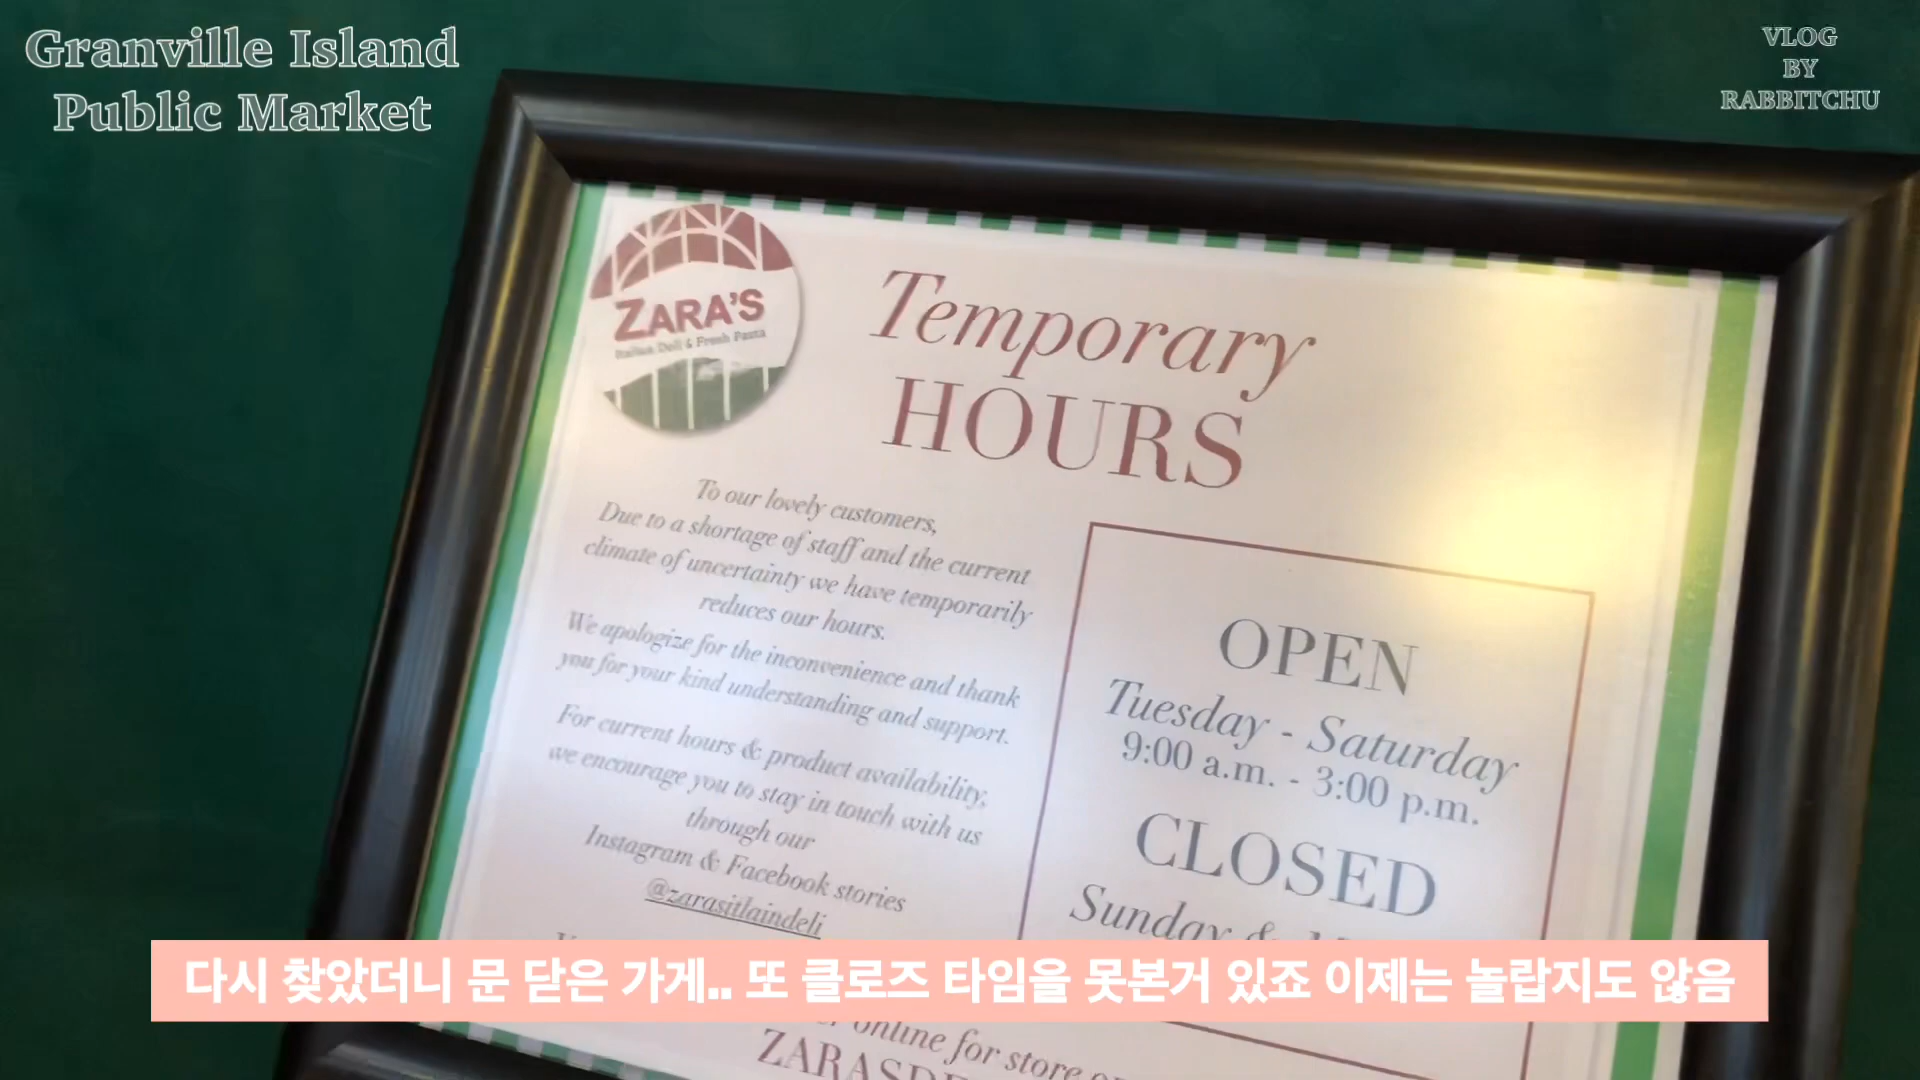 Granville Island
Public Market
VLOG
BY
RABBITCHU
ZARA'S
Italian Deli & Fresh Pasta
Temporary
HOURS
To our lovely customers,
Due to a shortage of staff and the current
climate of uncertainty we have temporarily
reduces our hours.
We apologize for the inconvenience and thank
you for your kind understanding and support.
For current hours & product availability,
we encourage you to stay in touch with us
through our
Instagram & Facebook stories
@zarasitlaindeli
OPEN
Tuesday - Saturday
9:00 a.m. - 3:00 p.m.
CLOSED
Sunday &
다시 찾았더니 문 닫은 가게.. 또 클로즈 타임을 못본거 있죠 이제는 놀랍지도 않음
online for store